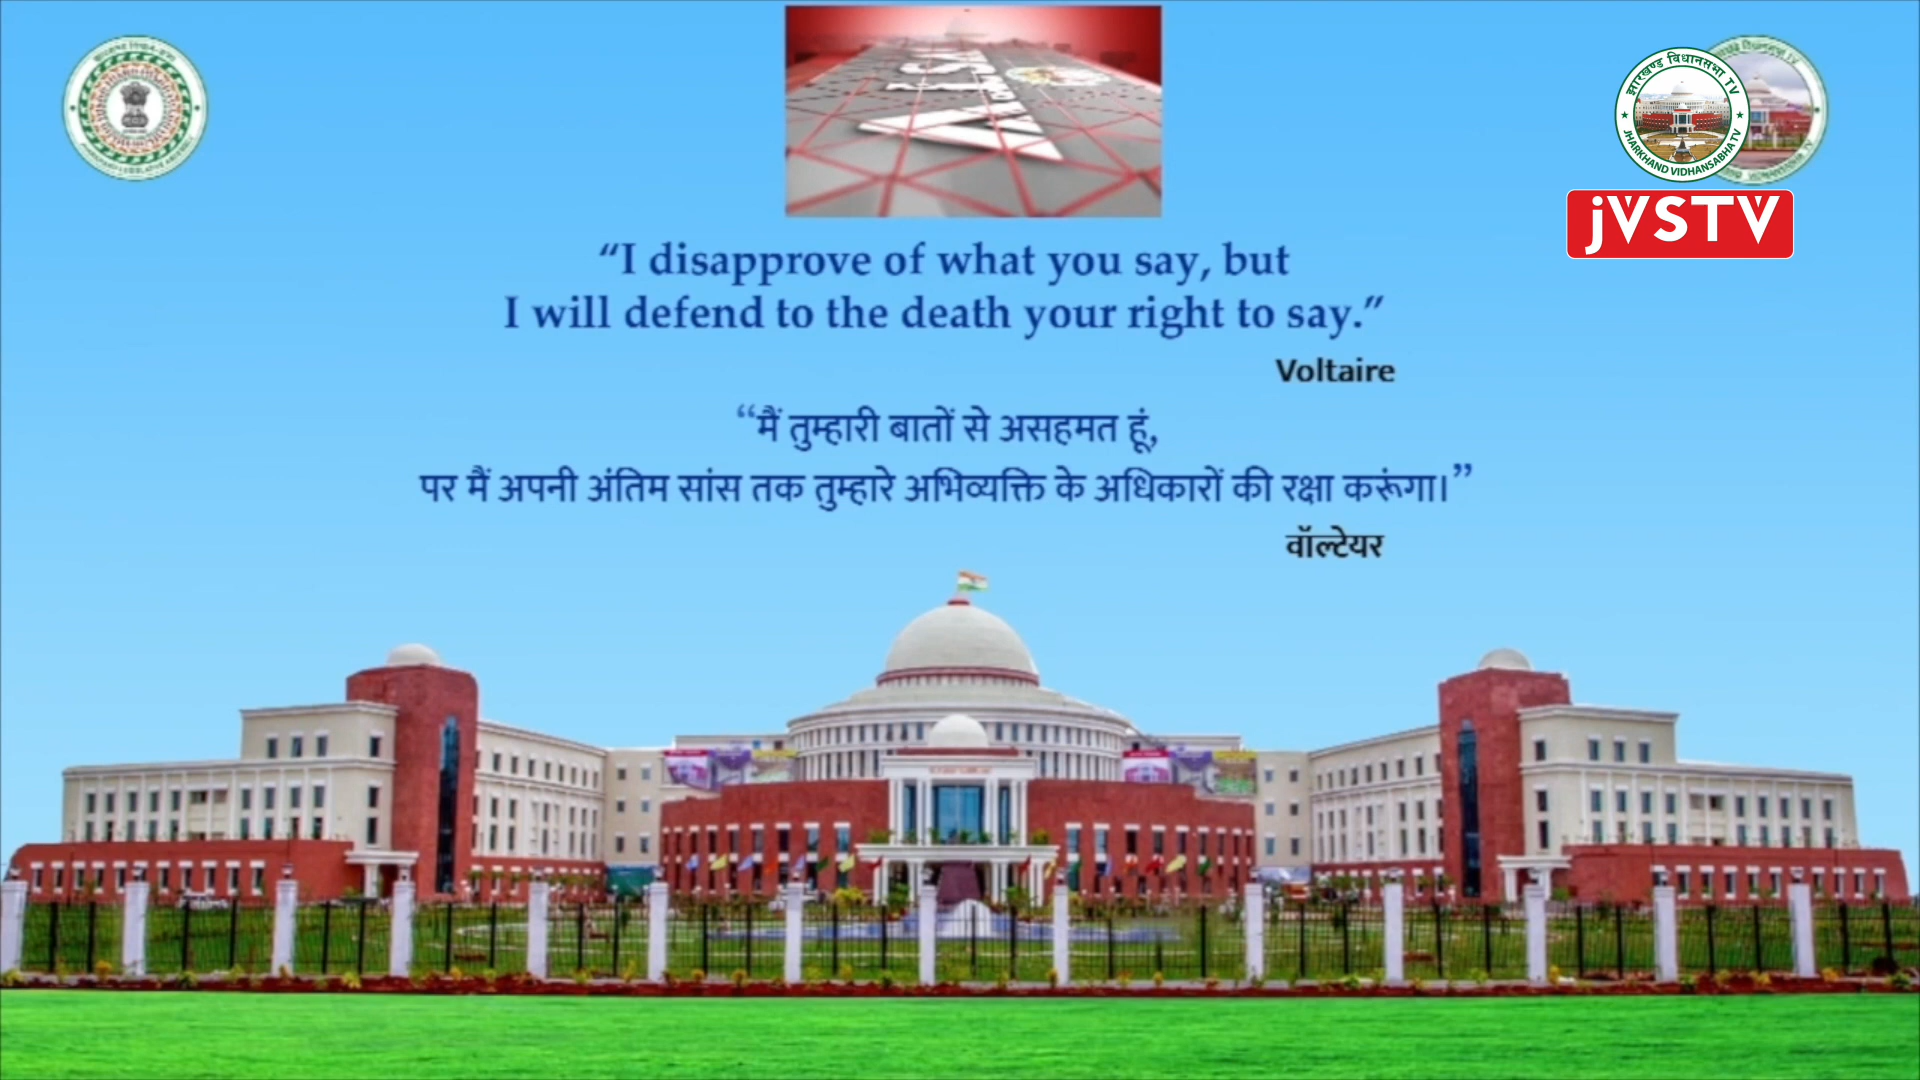 झारखण्ड विधानसभा TV
JHARKHAND VIDHANSABHA TV
jVSTV
“I disapprove of what you say, but
I will defend to the death your right to say.”
Voltaire
“मैं तुम्हारी बातों से असहमत हूं,
पर मैं अपनी अंतिम सांस तक तुम्हारे अभिव्यक्ति के अधिकारों की रक्षा करूंगा।”
वॉल्टेयर